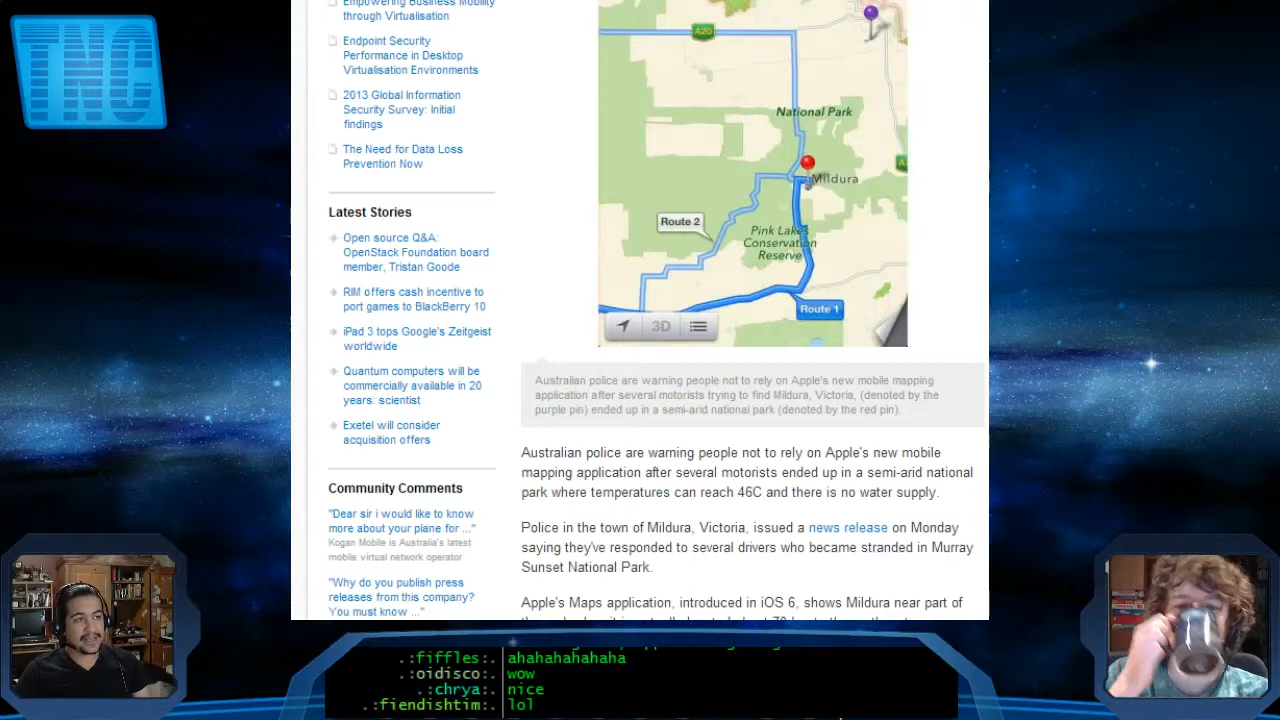 TNC
Empowering Business Mobility
through Virtualisation
Endpoint Security
Performance in Desktop
Virtualisation Environments
2013 Global Information
Security Survey: Initial
findings
The Need for Data Loss
Prevention Now
Latest Stories
Open source Q&A:
OpenStack Foundation board
member, Tristan Goode
RIM offers cash incentive to
port games to BlackBerry 10
iPad 3 tops Google's Zeitgeist
worldwide
Quantum computers will be
commercially available in 20
years: scientist
Exetel will consider
acquisition offers
Community Comments
"Dear sir i would like to know
more about your plane for ..."
Kogan Mobile is Australia's latest
mobile virtual network operator
"Why do you publish press
releases from this company?
You must know ..."
A20
National Park
Mildura
Route 2
Pink Lakes
Conservation
Reserve
Route 1
3D
Australian police are warning people not to rely on Apple's new mobile mapping
application after several motorists trying to find Mildura, Victoria, (denoted by the
purple pin) ended up in a semi-arid national park (denoted by the red pin).
Australian police are warning people not to rely on Apple's new mobile
mapping application after several motorists ended up in a semi-arid national
park where temperatures can reach 46C and there is no water supply.
Police in the town of Mildura, Victoria, issued a news release on Monday
saying they've responded to several drivers who became stranded in Murray
Sunset National Park.
Apple's Maps application, introduced in iOS 6, shows Mildura near part of
.:fiffles:. ahahahahahaha
.:oidisco:. wow
.:chrya:. nice
.:fiendishtim:. lol